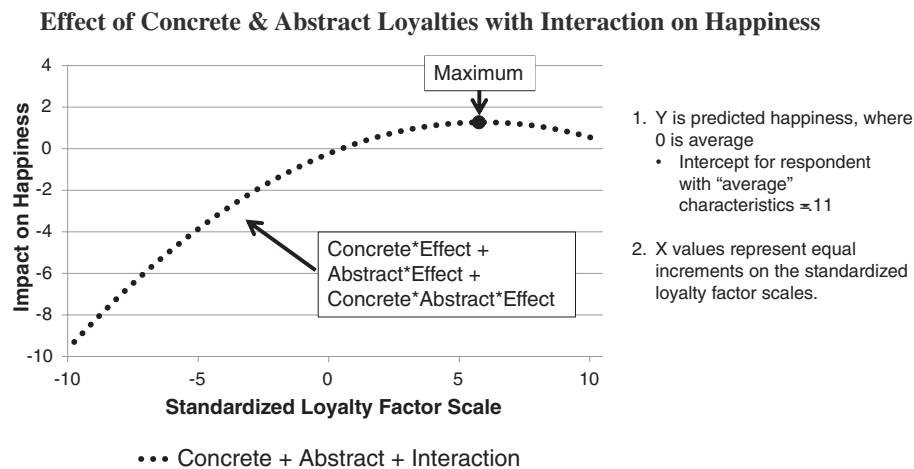 Effect of Concrete & Abstract Loyalties with Interaction on Happiness
4
2
0
-2
-4
-6
-8
-10
Impact on Happiness
Maximum
Concrete*Effect +
Abstract*Effect +
Concrete*Abstract*Effect
-10
-5
0
5
10
Standardized Loyalty Factor Scale
••• Concrete + Abstract + Interaction
1. Y is predicted happiness, where
0 is average
• Intercept for respondent
with “average”
characteristics =.11
2. X values represent equal
increments on the standardized
loyalty factor scales.